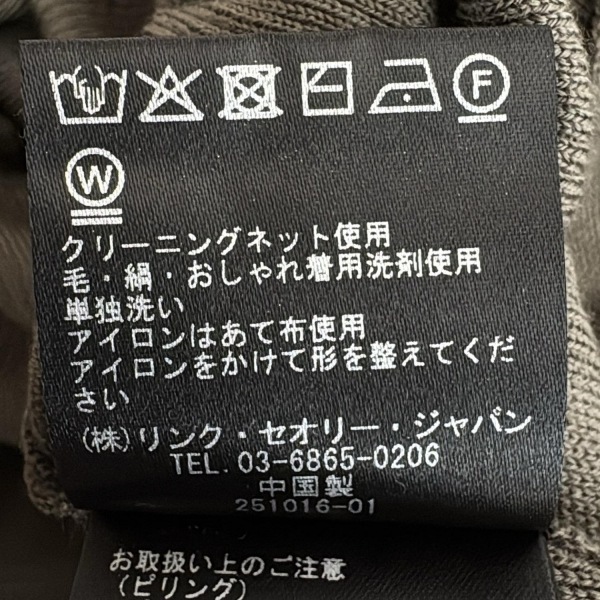 F
W
クリーニングネット使用
毛・絹・おしゃれ着用洗剤使用
単独洗い
アイロンはあて布使用
アイロンをかけて形を整えてくだ
さい
(株)リンク・セオリー・ジャパン
TEL. 03-6865-0206
中国製
251016-01
お取扱い上のご注意
(ピリング)